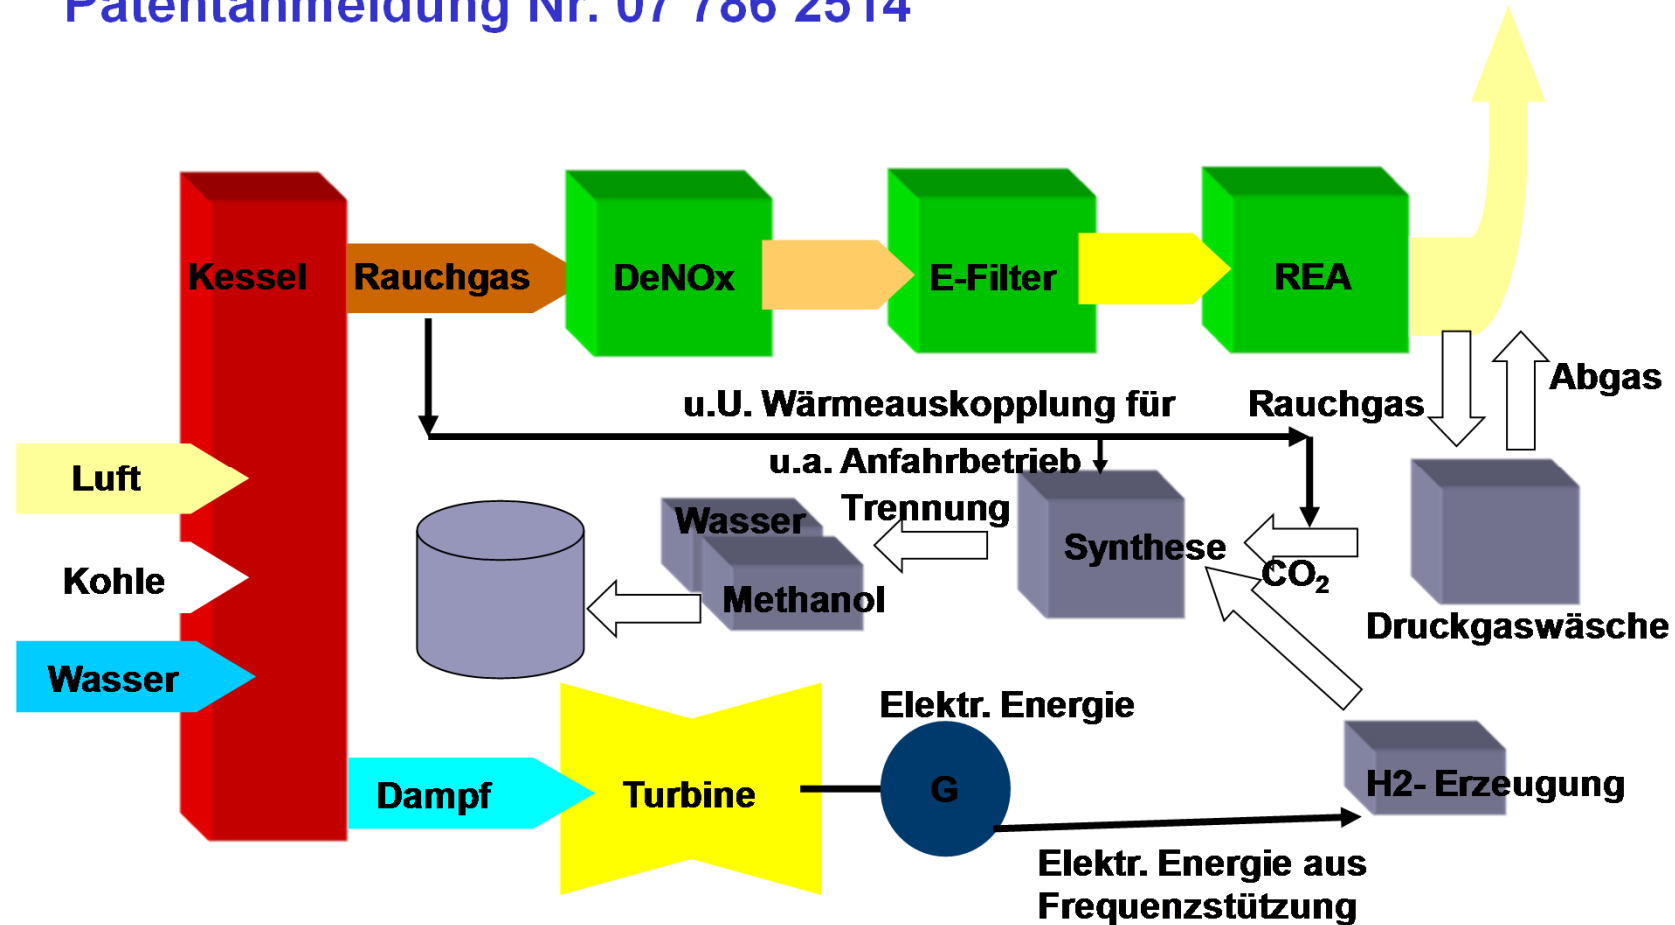 Patentanmeldung Nr. 07 786 2514
Kessel
Rauchgas
DeNOx
E-Filter
REA
Abgas
u.U. Wärmeauskopplung für
Rauchgas
u.a. Anfahrbetrieb
Luft
Trennung
Wasser
Synthese
CO₂
Kohle
Methanol
Druckgaswäsche
Wasser
Elektr. Energie
Dampf
Turbine
G
H2- Erzeugung
Elektr. Energie aus
Frequenzstützung